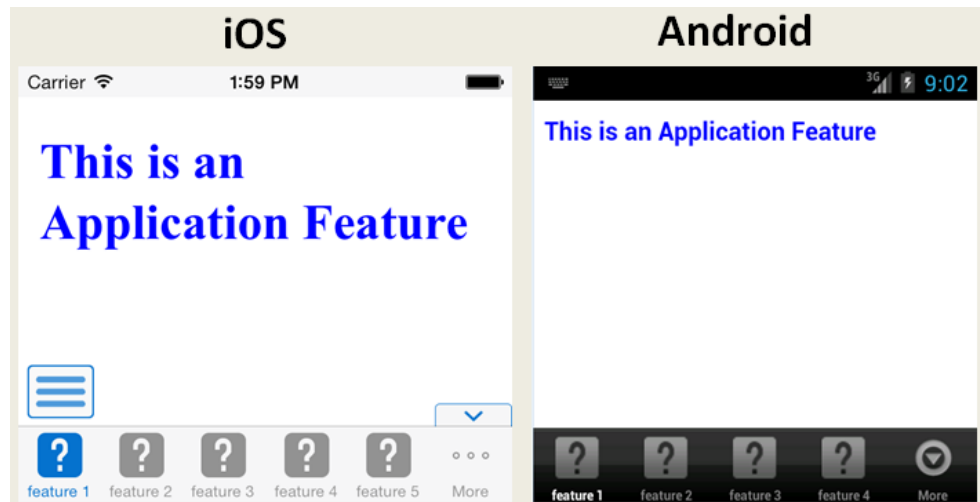 iOS
Android
Carrier
1:59 PM
3G
9:02
This is an
Application Feature
This is an Application Feature
?
?
?
?
?
feature 1
feature 2
feature 3
feature 4
feature 5
More
?
?
?
?
feature 1
feature 2
feature 3
feature 4
More